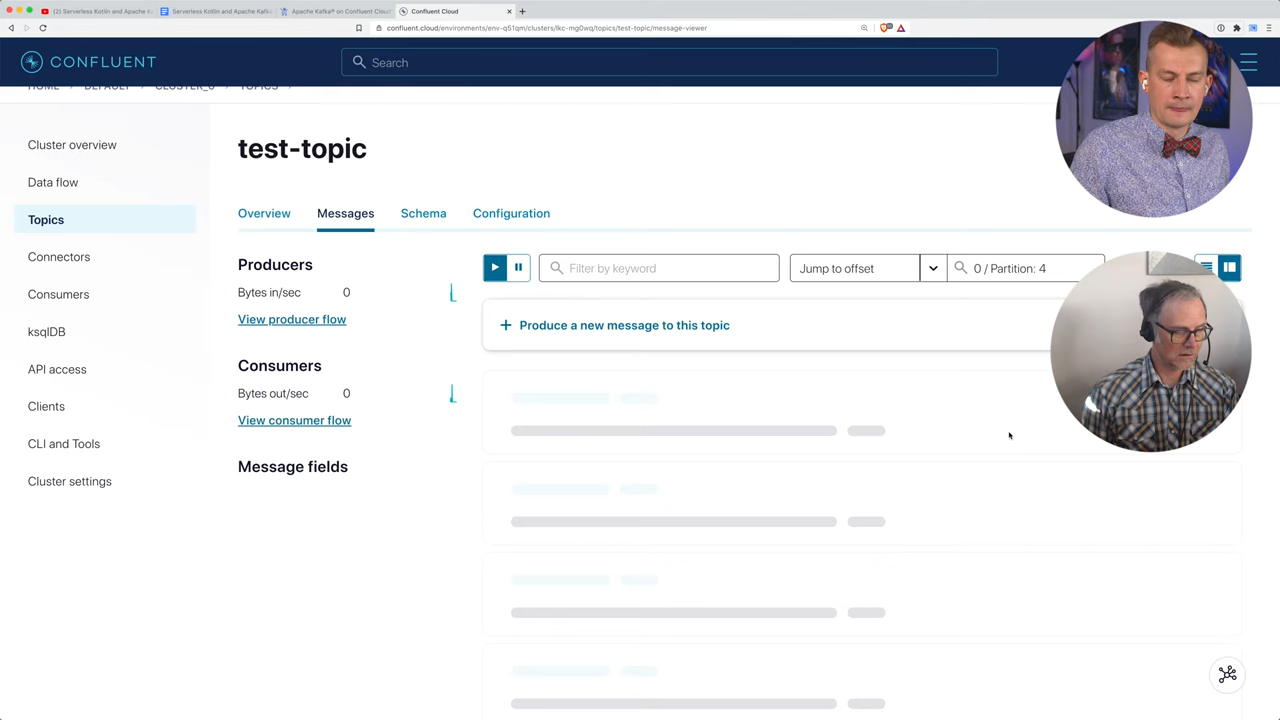 (2) Serverless Kotlin and Apache Ka
Serverless Kotlin and Apache Kafk
Apache Kafka® on Confluent Cloud
Confluent Cloud
confluent.cloud/environments/env-q51qm/clusters/lkc-mg0wq/topics/test-topic/message-viewer
CONFLUENT
Search
HOME
DEFAULT
CLUSTER_0
TOPICS
Cluster overview
Data flow
Topics
Connectors
Consumers
ksqlDB
API access
Clients
CLI and Tools
Cluster settings
test-topic
Overview
Messages
Schema
Configuration
Producers
Bytes in/sec 0
View producer flow
Consumers
Bytes out/sec 0
View consumer flow
Message fields
Filter by keyword
Jump to offset
0 / Partition: 4
+ Produce a new message to this topic